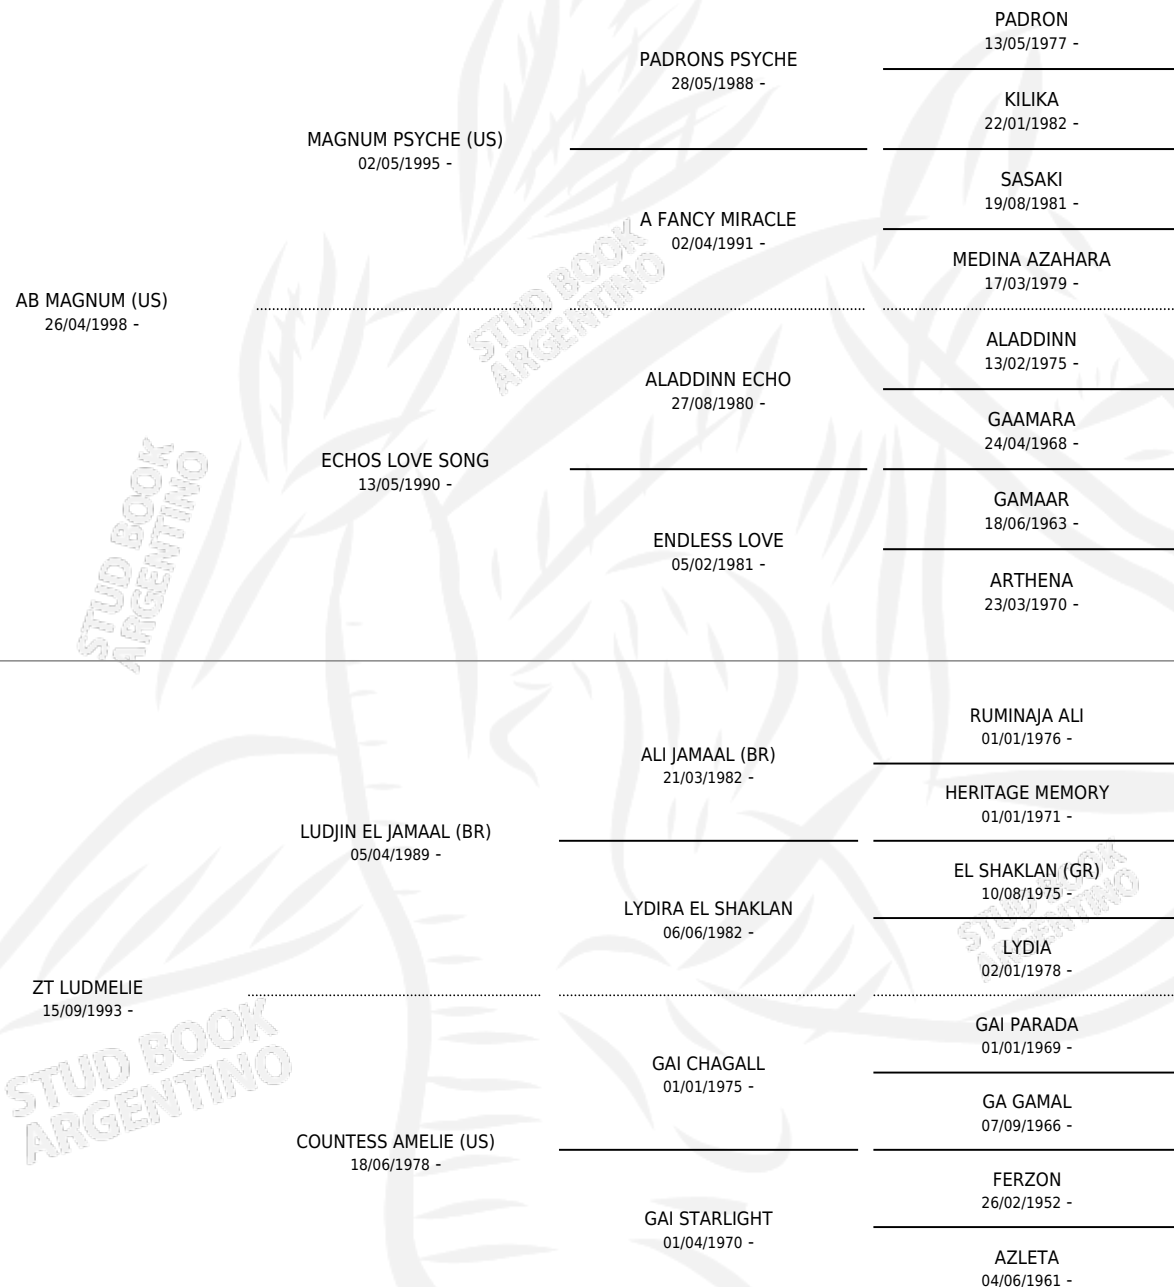 PADRON
13/05/1977 -
PADRONS PSYCHE
28/05/1988 -
KILIKA
22/01/1982 -
MAGNUM PSYCHE (US)
02/05/1995 -
SASAKI
19/08/1981 -
A FANCY MIRACLE
02/04/1991 -
MEDINA AZAHARA
17/03/1979 -
AB MAGNUM (US)
26/04/1998 -
STUD BOOK
ARGENTINO
ALADDINN
13/02/1975 -
ALADDINN ECHO
27/08/1980 -
GAAMARA
24/04/1968 -
ECHOS LOVE SONG
13/05/1990 -
GAMAAR
18/06/1963 -
ENDLESS LOVE
05/02/1981 -
ARTHENA
23/03/1970 -
STUD BOOK
ARGENTINO
RUMINAJA ALI
01/01/1976 -
ALI JAMAAL (BR)
21/03/1982 -
HERITAGE MEMORY
01/01/1971 -
LUDJIN EL JAMAAL (BR)
05/04/1989 -
EL SHAKLAN (GR)
10/08/1975 -
LYDIRA EL SHAKLAN
06/06/1982 -
STUD BOOK
ARGENTINO
LYDIA
02/01/1978 -
ZT LUDMELIE
15/09/1993 -
STUD BOOK
ARGENTINO
GAI PARADA
01/01/1969 -
GAI CHAGALL
01/01/1975 -
GA GAMAL
07/09/1966 -
COUNTESS AMELIE (US)
18/06/1978 -
FERZON
26/02/1952 -
GAI STARLIGHT
01/04/1970 -
AZLETA
04/06/1961 -